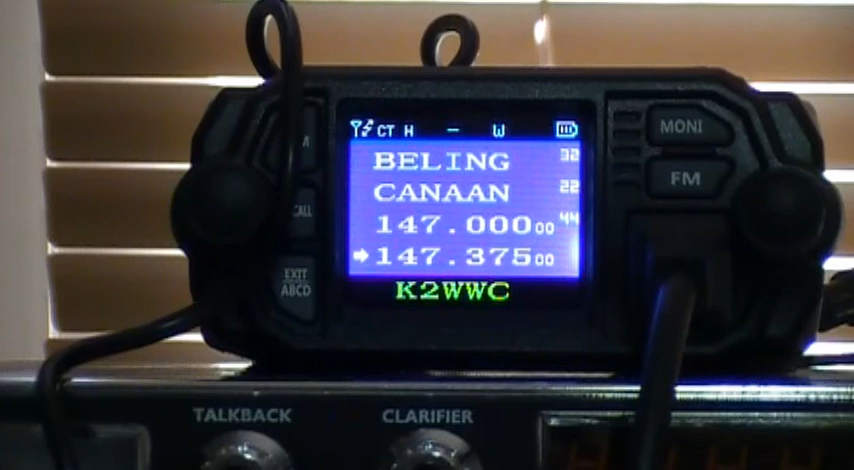 CT H – W
BELING 32
CANAAN 22
147.00000 44
147.37500
K2WWC
MONI
FM
EXIT
ABCD
TALKBACK
CLARIFIER